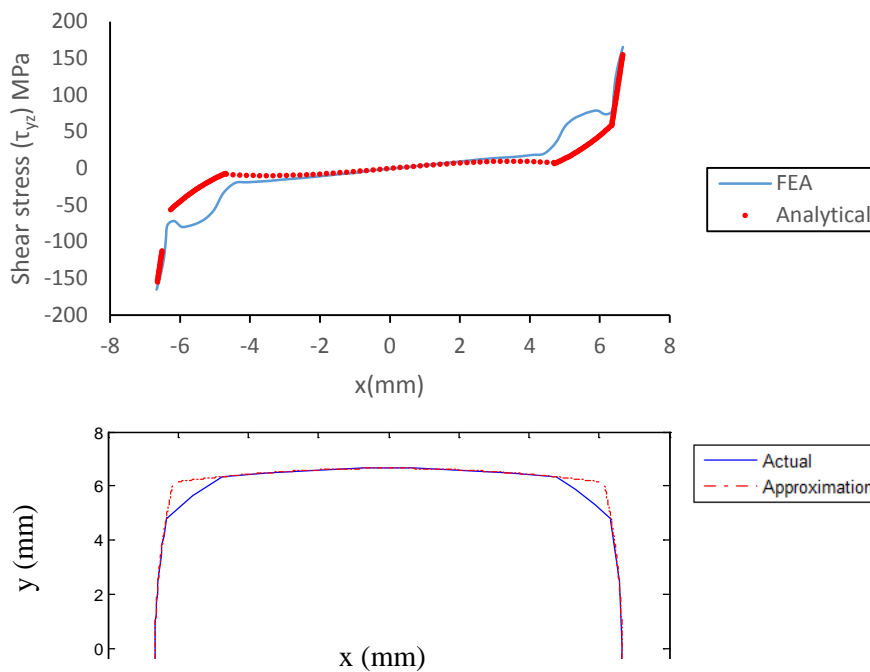 200
150
100
50
0
-50
-100
-150
-200
Shear stress (τyz) MPa
-8 -6 -4 -2 0 2 4 6 8
x(mm)
FEA
Analytical
8
6
4
2
0
y (mm)
x (mm)
Actual
Approximation